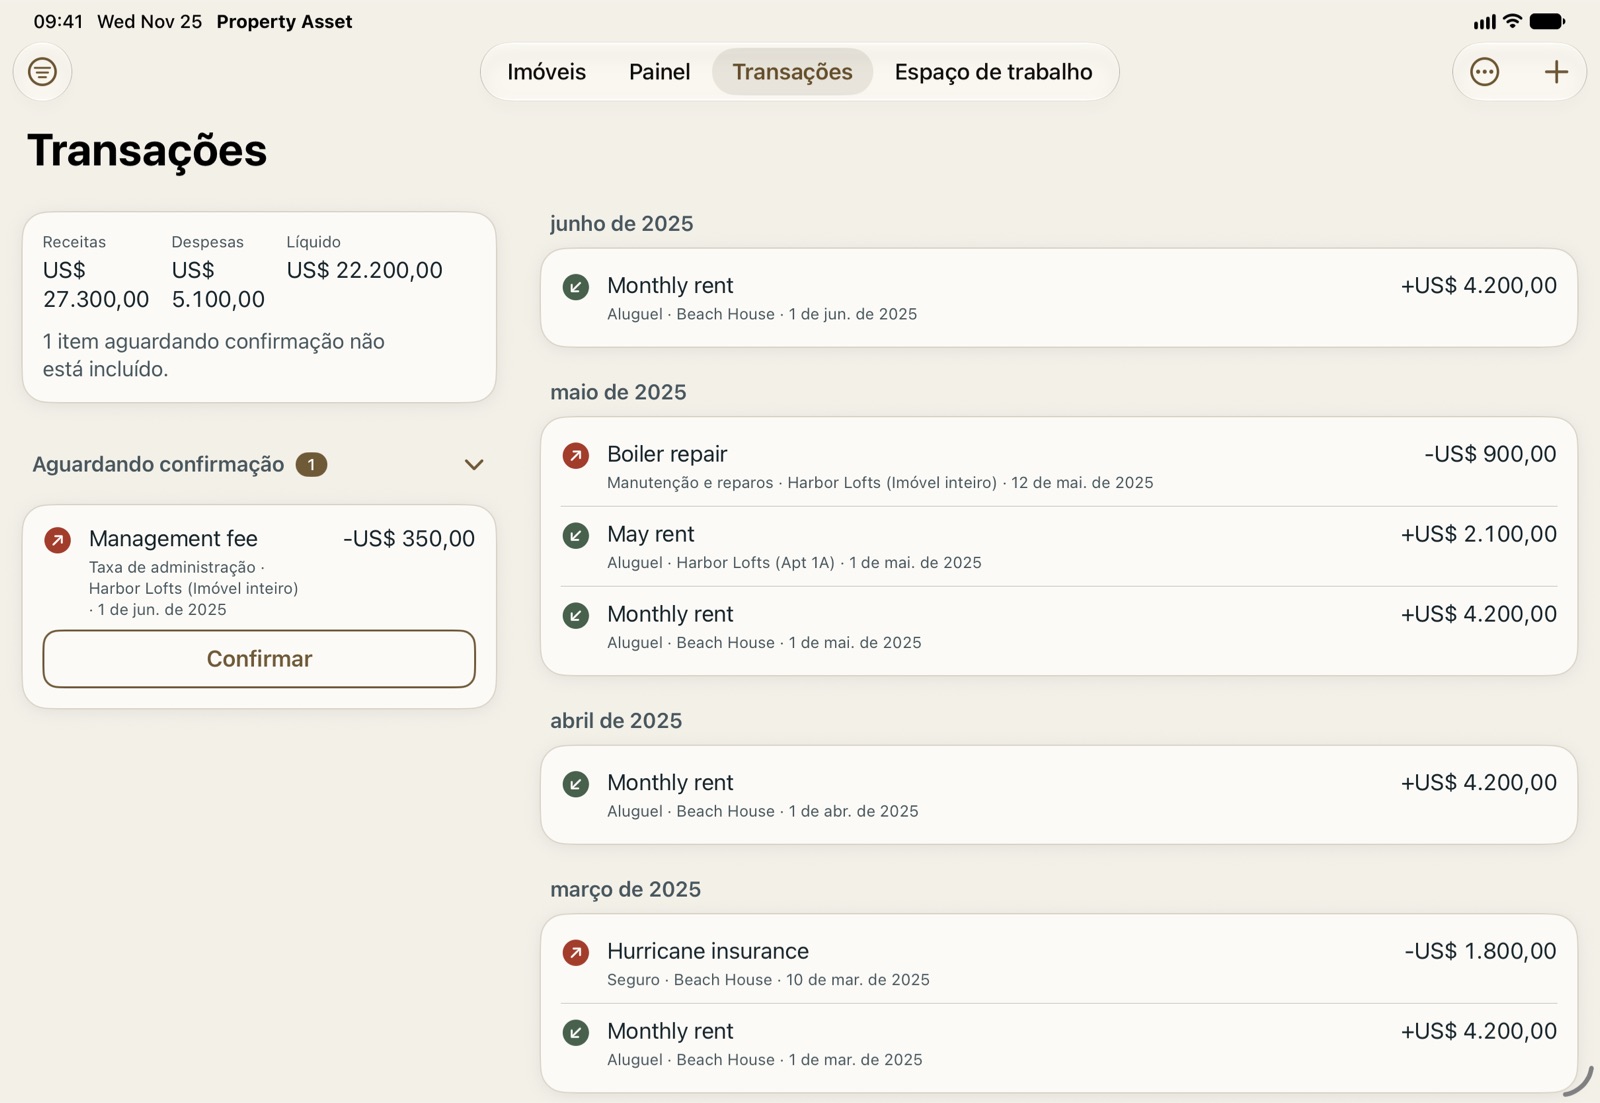 09:41 Wed Nov 25 Property Asset
Imóveis Painel Transações Espaço de trabalho
Transações
Receitas Despesas Líquido
US$ US$ US$ 22.200,00
27.300,00 5.100,00
1 item aguardando confirmação não
está incluído.
Aguardando confirmação 1
Management fee -US$ 350,00
Taxa de administração ·
Harbor Lofts (Imóvel inteiro)
· 1 de jun. de 2025
Confirmar
junho de 2025
Monthly rent +US$ 4.200,00
Aluguel · Beach House · 1 de jun. de 2025
maio de 2025
Boiler repair -US$ 900,00
Manutenção e reparos · Harbor Lofts (Imóvel inteiro) · 12 de mai. de 2025
May rent +US$ 2.100,00
Aluguel · Harbor Lofts (Apt 1A) · 1 de mai. de 2025
Monthly rent +US$ 4.200,00
Aluguel · Beach House · 1 de mai. de 2025
abril de 2025
Monthly rent +US$ 4.200,00
Aluguel · Beach House · 1 de abr. de 2025
março de 2025
Hurricane insurance -US$ 1.800,00
Seguro · Beach House · 10 de mar. de 2025
Monthly rent +US$ 4.200,00
Aluguel · Beach House · 1 de mar. de 2025